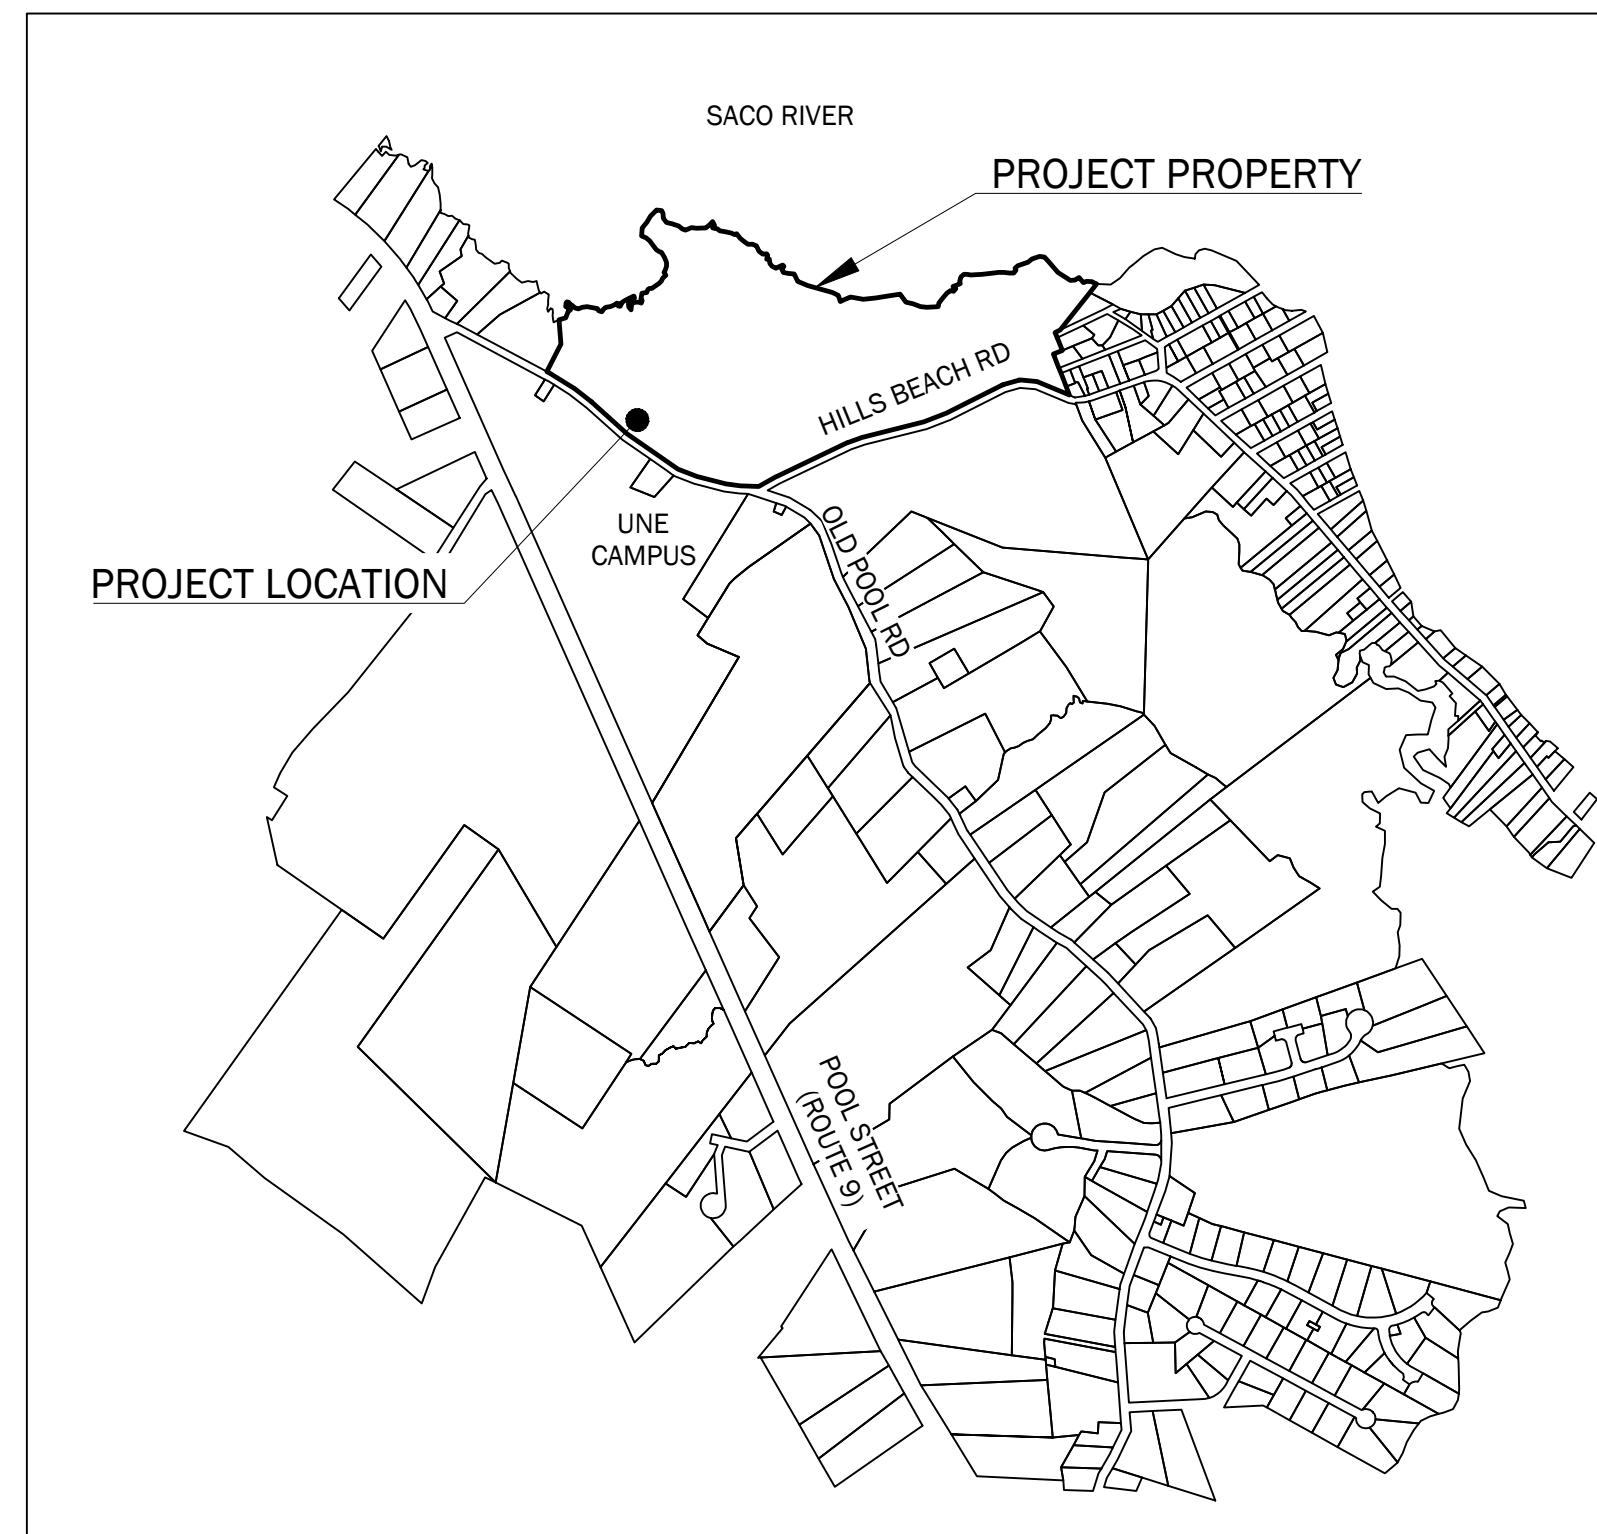 SACO RIVER
PROJECT PROPERTY
HILLS BEACH RD
UNE
CAMPUS
OLD POOL RD
PROJECT LOCATION
POOL STREET
(ROUTE 9)